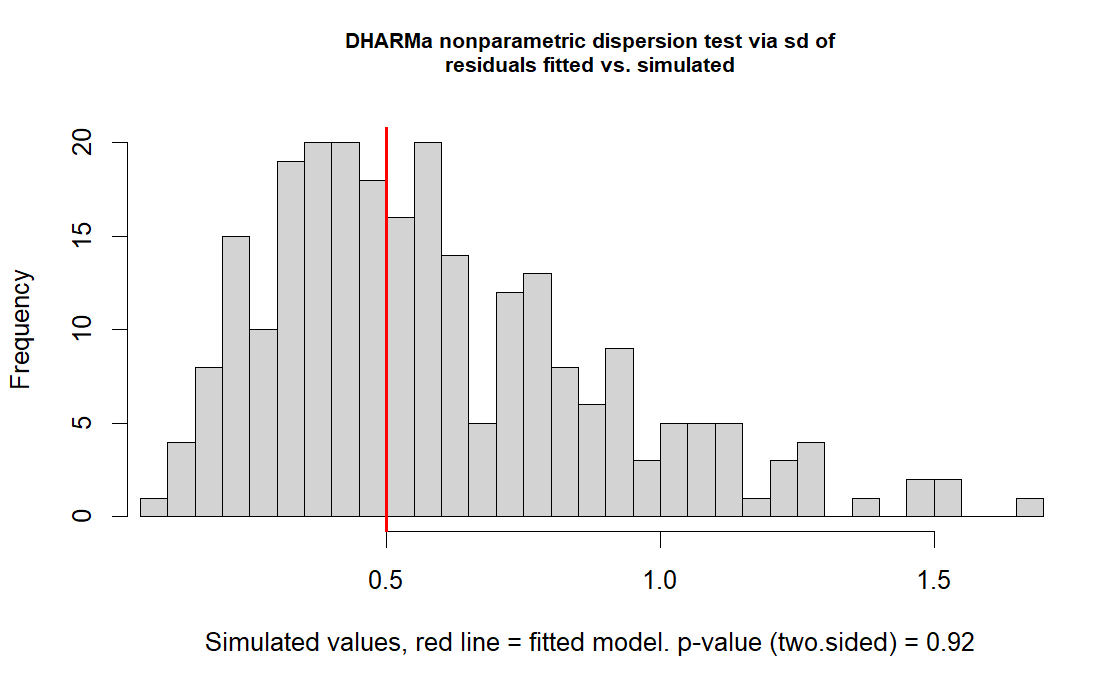 DHARMa nonparametric dispersion test via sd of
residuals fitted vs. simulated
Frequency
20
15
10
5
0
0.5 1.0 1.5
Simulated values, red line = fitted model. p-value (two.sided) = 0.92